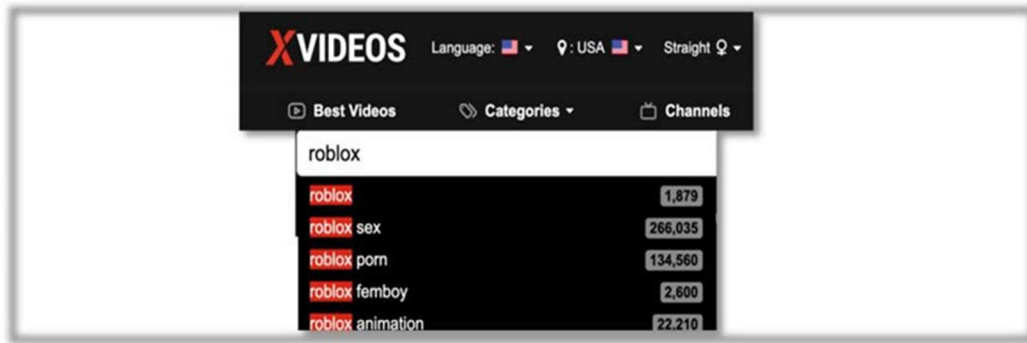 XVIDEOS Language: : USA Straight
Best Videos Categories Channels
roblox
roblox 1,879
roblox sex 266,035
roblox porn 134,560
roblox femboy 2,600
roblox animation 22,210